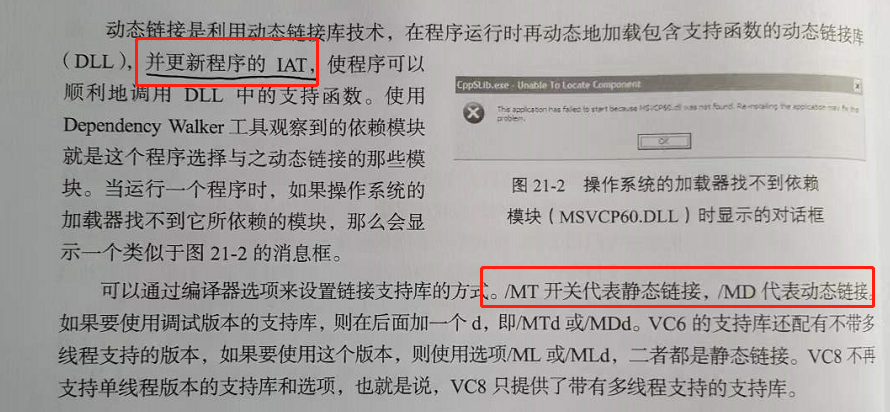 动态链接是利用动态链接库技术，在程序运行时再动态地加载包含支持函数的动态链接库
（DLL），并更新程序的 IAT，使程序可以
顺利地调用 DLL 中的支持函数。使用
Dependency Walker 工具观察到的依赖模块
就是这个程序选择与之动态链接的那些模
块。当运行一个程序时，如果操作系统的
加载器找不到它所依赖的模块，那么会显
示一个类似于图 21-2 的消息框。
CppSLib.exe - Unable To Locate Component
This application has failed to start because MSVCP60.dll was not found. Re-installing the application may fix the
problem.
OK
图 21-2 操作系统的加载器找不到依赖
模块（MSVCP60.DLL）时显示的对话框
可以通过编译器选项来设置链接支持库的方式。/MT 开关代表静态链接，/MD 代表动态链接。
如果要使用调试版本的支持库，则在后面加一个 d，即/MTd 或/MDd。VC6 的支持库还配有不带多
线程支持的版本，如果要使用这个版本，则使用选项/ML 或/MLd，二者都是静态链接。VC8 不再
支持单线程版本的支持库和选项，也就是说，VC8 只提供了带有多线程支持的支持库。